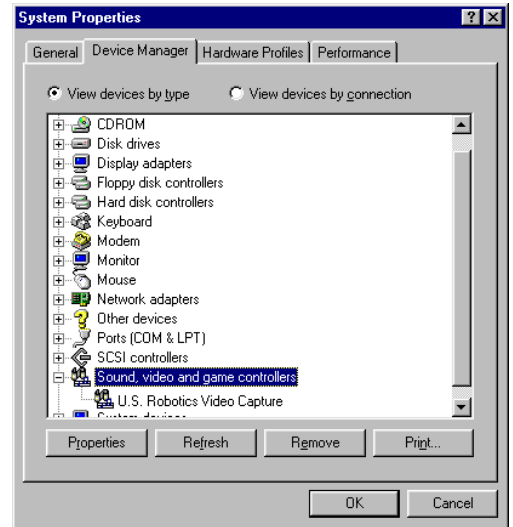 System Properties
General Device Manager Hardware Profiles Performance
View devices by type View devices by connection
CDROM
Disk drives
Display adapters
Floppy disk controllers
Hard disk controllers
Keyboard
Modem
Monitor
Mouse
Network adapters
Other devices
Ports (COM & LPT)
SCSI controllers
Sound, video and game controllers
U.S. Robotics Video Capture
System devices
Properties Refresh Remove Print...
OK Cancel